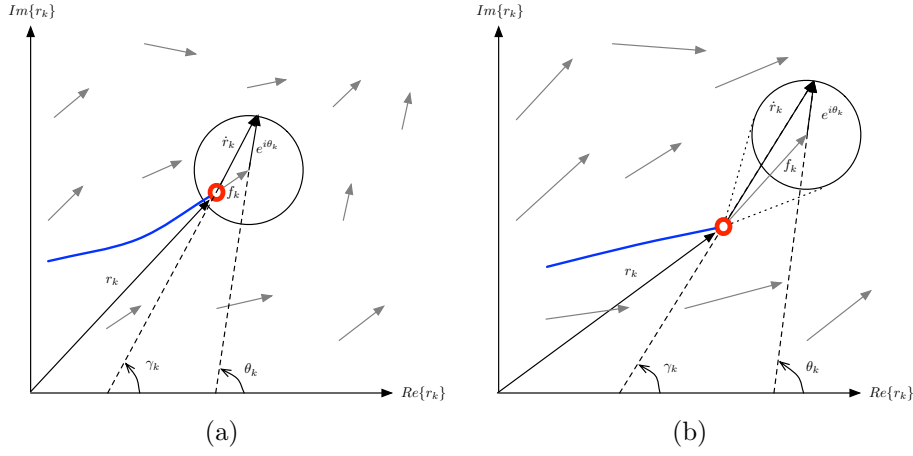 Im{r_k}
ṙ_k
e^{iθ_k}
f_k
r_k
γ_k
θ_k
Re{r_k}
(a)
Im{r_k}
ṙ_k
e^{iθ_k}
f_k
r_k
γ_k
θ_k
Re{r_k}
(b)